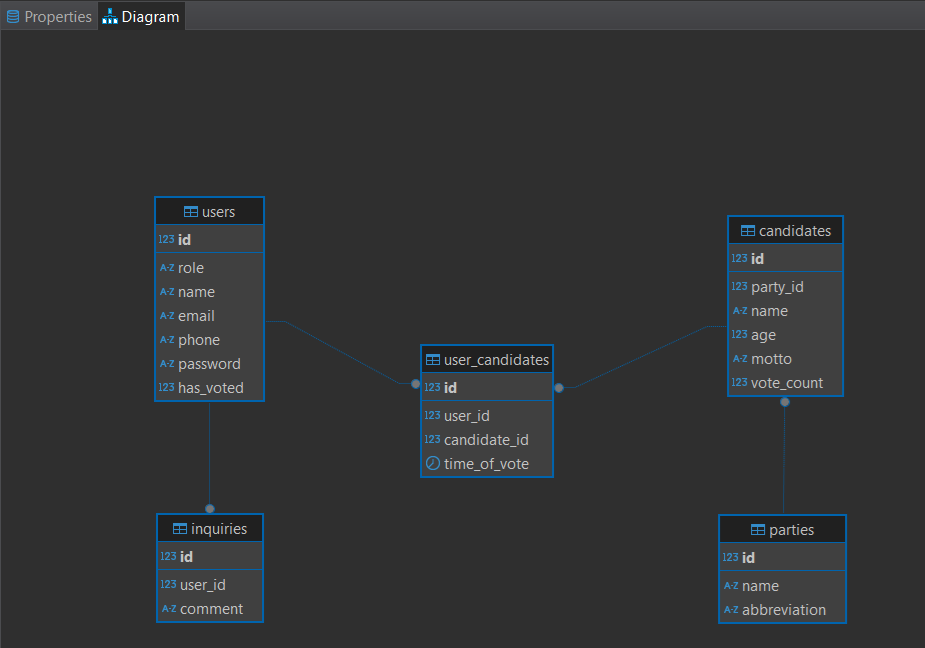 Properties
Diagram
users
123 id
A-Z role
A-Z name
A-Z email
A-Z phone
A-Z password
123 has_voted
candidates
123 id
123 party_id
A-Z name
123 age
A-Z motto
123 vote_count
user_candidates
123 id
123 user_id
123 candidate_id
time_of_vote
inquiries
123 id
123 user_id
A-Z comment
parties
123 id
A-Z name
A-Z abbreviation